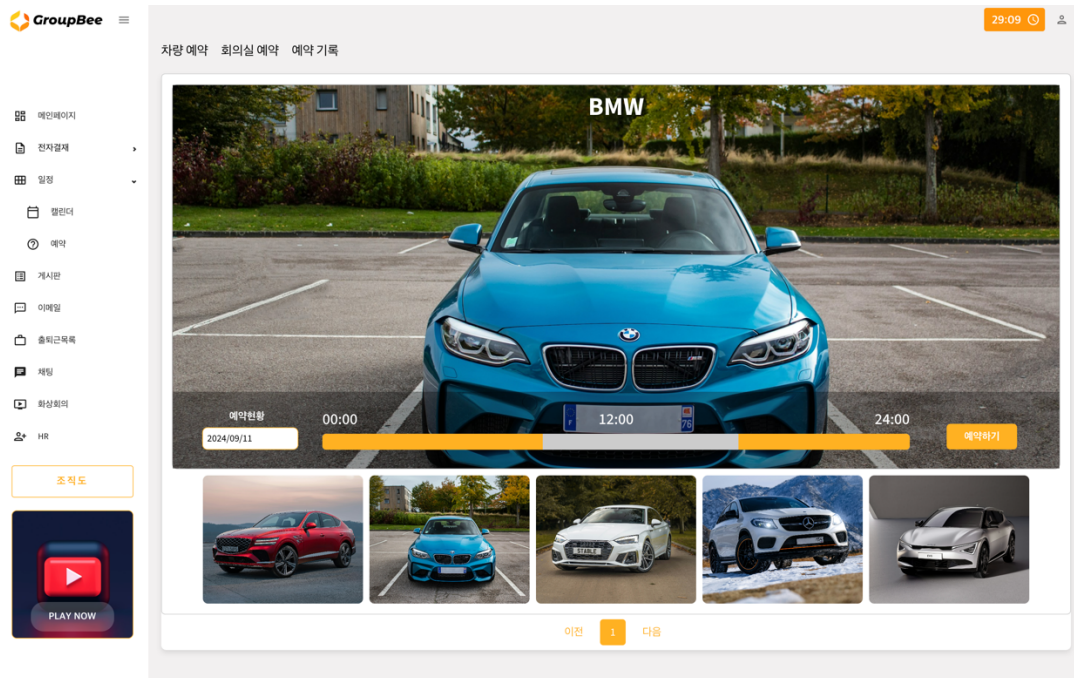 GroupBee
29:09
차량 예약 회의실 예약 예약 기록
메인페이지
전자결재
일정
캘린더
예약
게시판
이메일
출퇴근목록
채팅
화상회의
HR
조직도
PLAY NOW
BMW
예약현황
2024/09/11
00:00 12:00 24:00
예약하기
STABLE
이전 1 다음